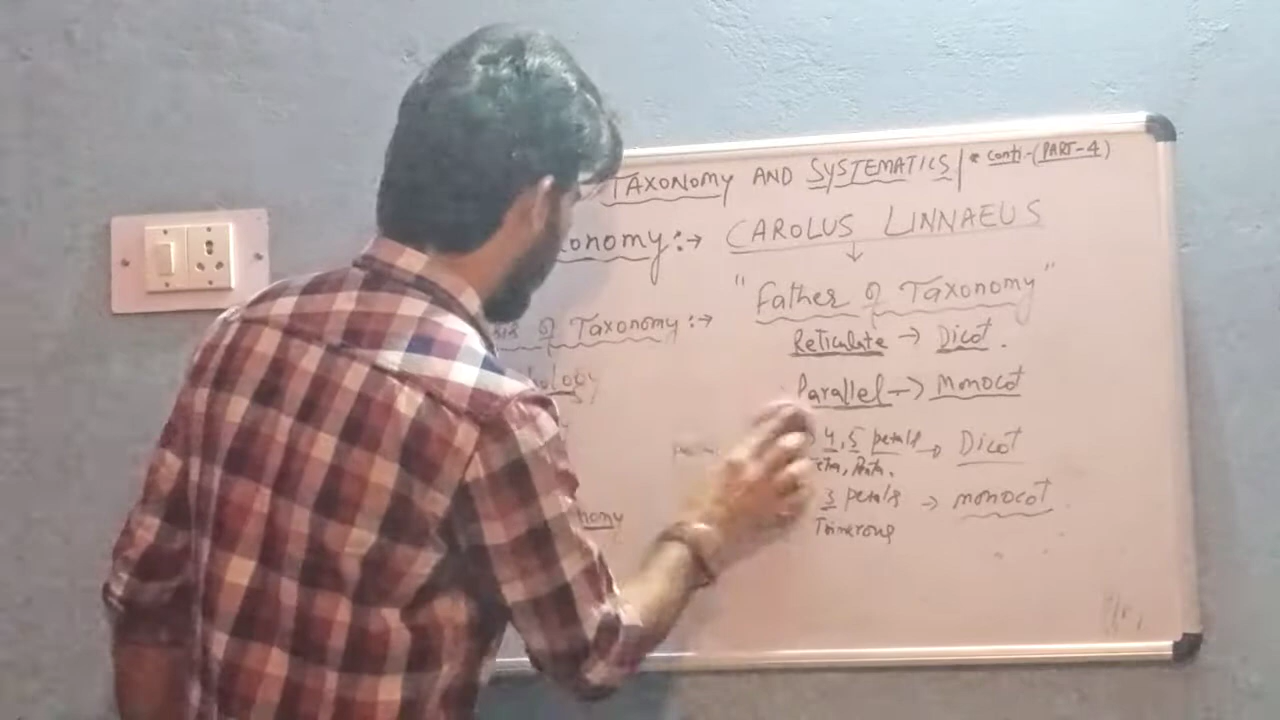 TAXONOMY AND SYSTEMATICS | * conti-(PART-4)
onomy:→ CAROLUS LINNAEUS
↓
"Father of Taxonomy"
of Taxonomy:→
Reticulate → Dicot.
ology
Parallel → Monocot
4,5 petals → Dicot
3 petals → monocot
nomy
Trimerous